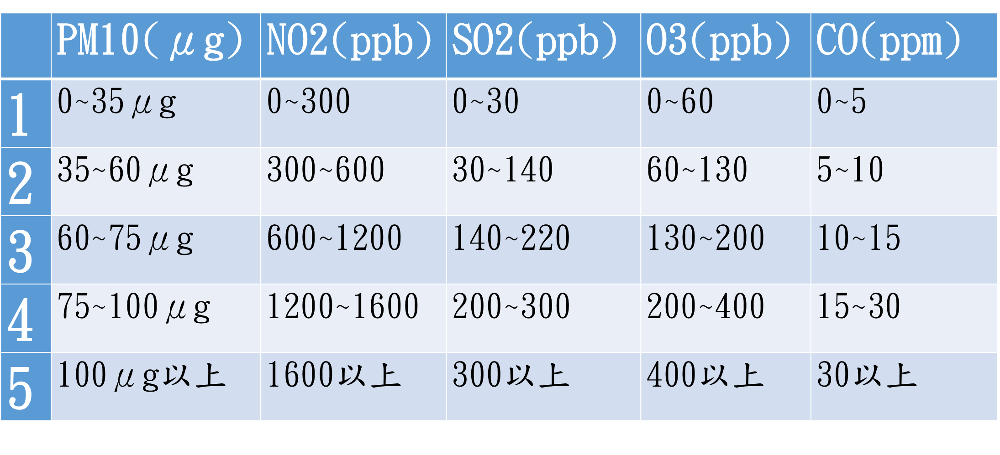 PM10(μg) NO2(ppb) SO2(ppb) O3(ppb) CO(ppm)
1 0~35μg 0~300 0~30 0~60 0~5
2 35~60μg 300~600 30~140 60~130 5~10
3 60~75μg 600~1200 140~220 130~200 10~15
4 75~100μg 1200~1600 200~300 200~400 15~30
5 100μg以上 1600以上 300以上 400以上 30以上